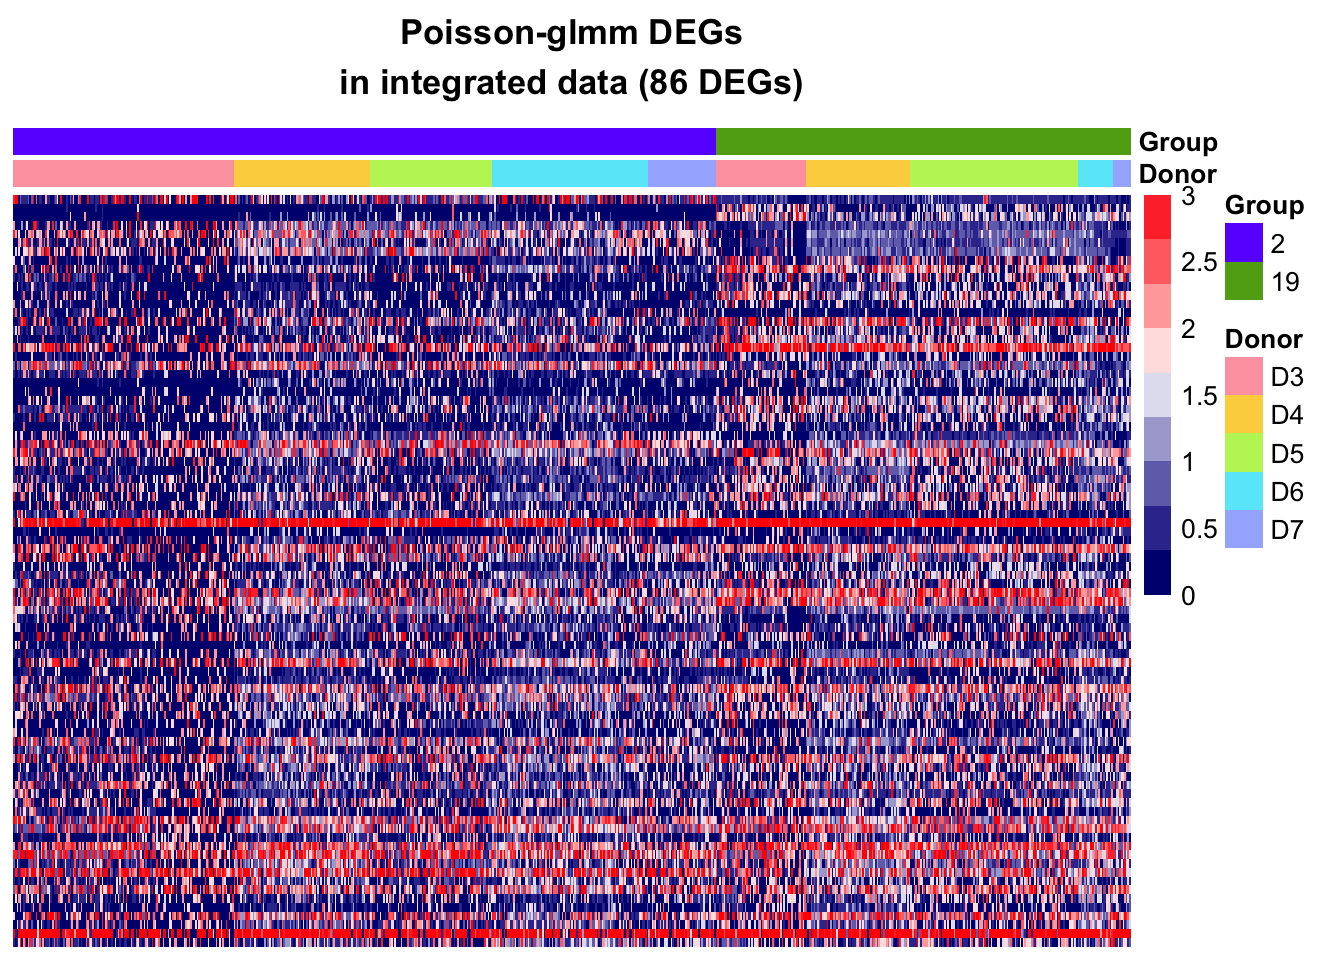 Poisson-glmm DEGs
in integrated data (86 DEGs)
Group
Donor
3
2.5
2
1.5
1
0.5
0
Group
2
19
Donor
D3
D4
D5
D6
D7